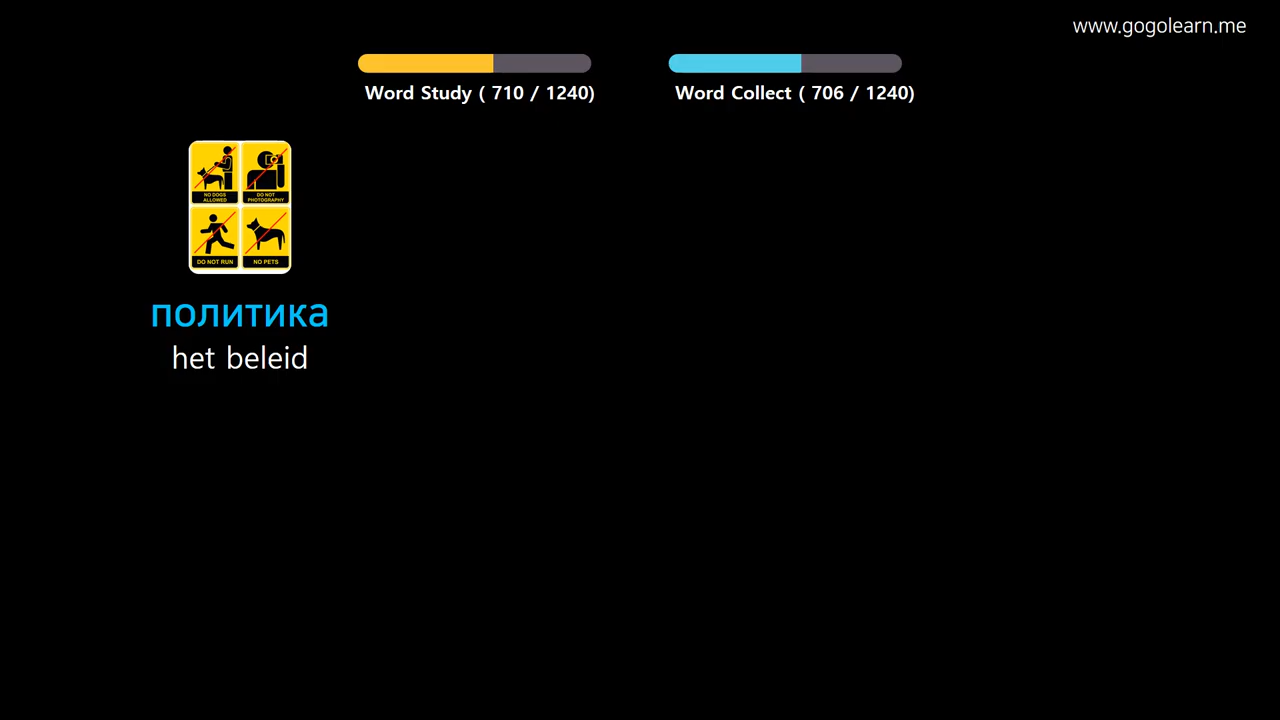 www.gogolearn.me
Word Study ( 710 / 1240)
Word Collect ( 706 / 1240)
NO DOGS
ALLOWED
DO NOT
PHOTOGRAPHY
DO NOT RUN
NO PETS
политика
het beleid